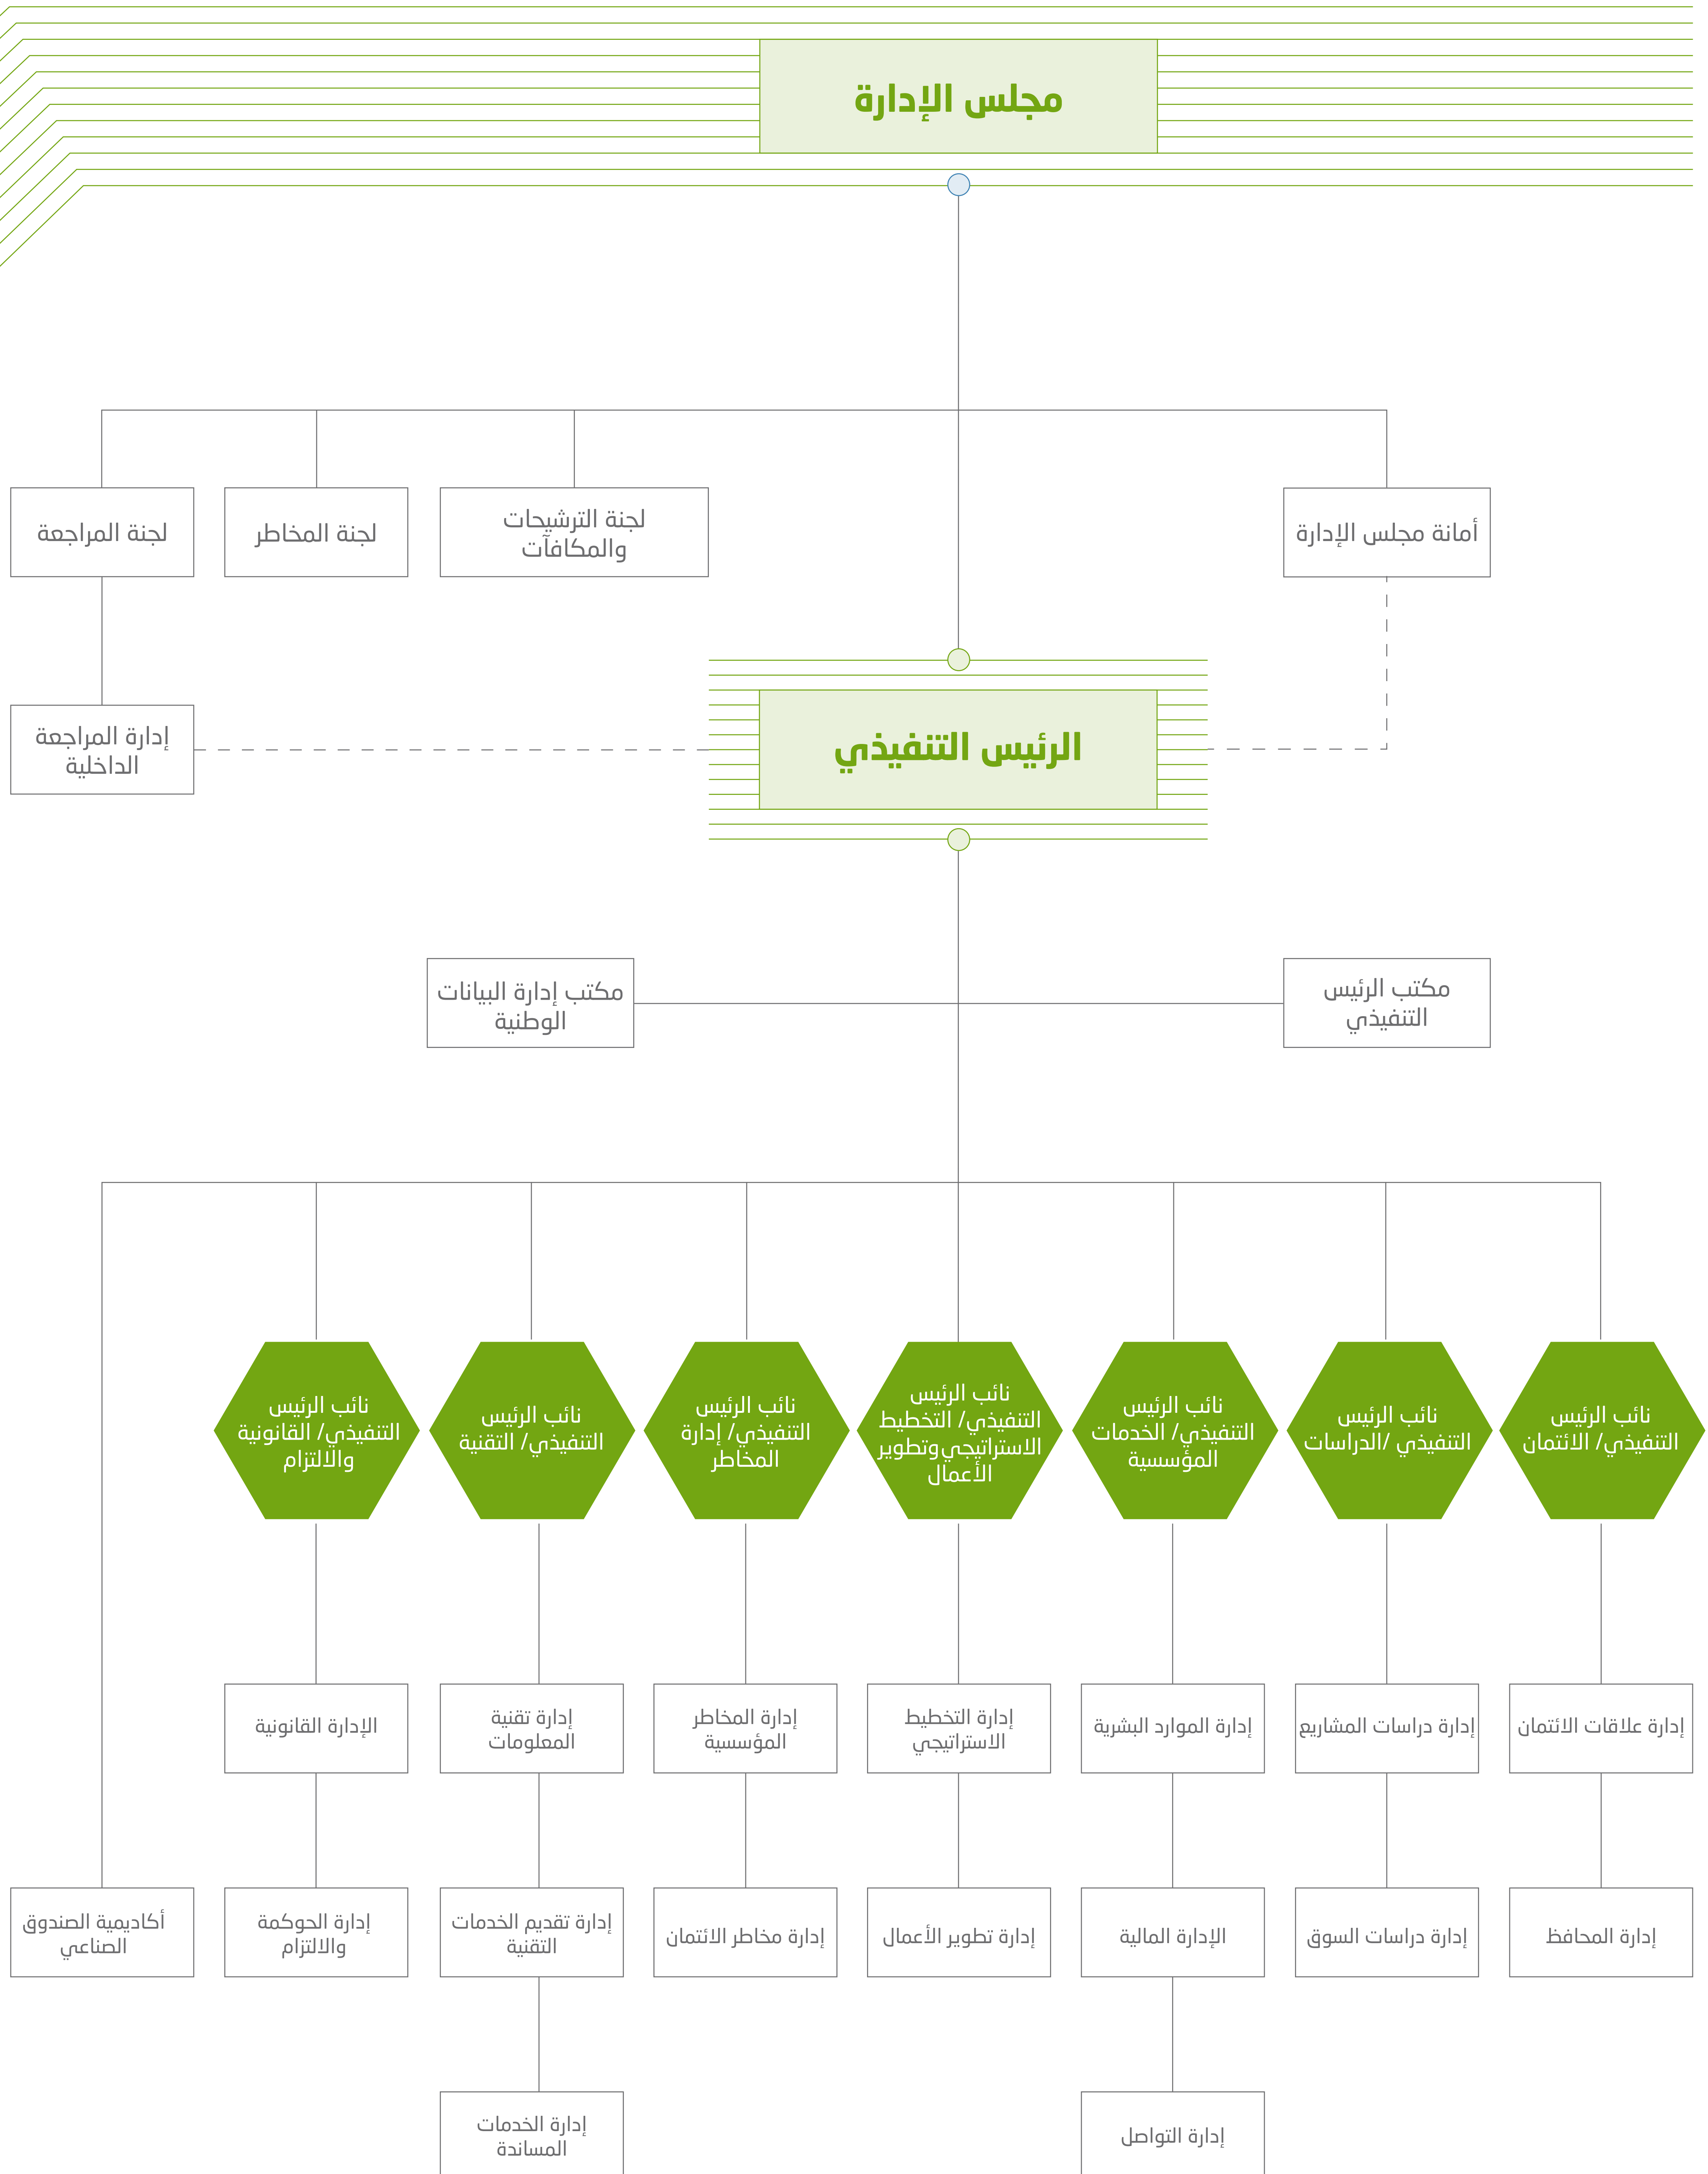 مجلس الإدارة
أمانة مجلس الإدارة
لجنة الترشيحات
والمكافآت
لجنة المخاطر
لجنة المراجعة
الرئيس التنفيذي
إدارة المراجعة
الداخلية
مكتب الرئيس
التنفيذي
مكتب إدارة البيانات
الوطنية
نائب الرئيس
التنفيذي/ الائتمان
نائب الرئيس
التنفيذي /الدراسات
نائب الرئيس
التنفيذي/ الخدمات
المؤسسية
نائب الرئيس
التنفيذي/ التخطيط
الاستراتيجي وتطوير
الأعمال
نائب الرئيس
التنفيذي/ إدارة
المخاطر
نائب الرئيس
التنفيذي/ التقنية
نائب الرئيس
التنفيذي/ القانونية
والالتزام
إدارة علاقات الائتمان
إدارة دراسات المشاريع
إدارة الموارد البشرية
إدارة التخطيط
الاستراتيجي
إدارة المخاطر
المؤسسية
إدارة تقنية
المعلومات
الإدارة القانونية
إدارة المحافظ
إدارة دراسات السوق
الإدارة المالية
إدارة تطوير الأعمال
إدارة مخاطر الائتمان
إدارة تقديم الخدمات
التقنية
إدارة الحوكمة
والالتزام
أكاديمية الصندوق
الصناعي
إدارة التواصل
إدارة الخدمات
المساندة